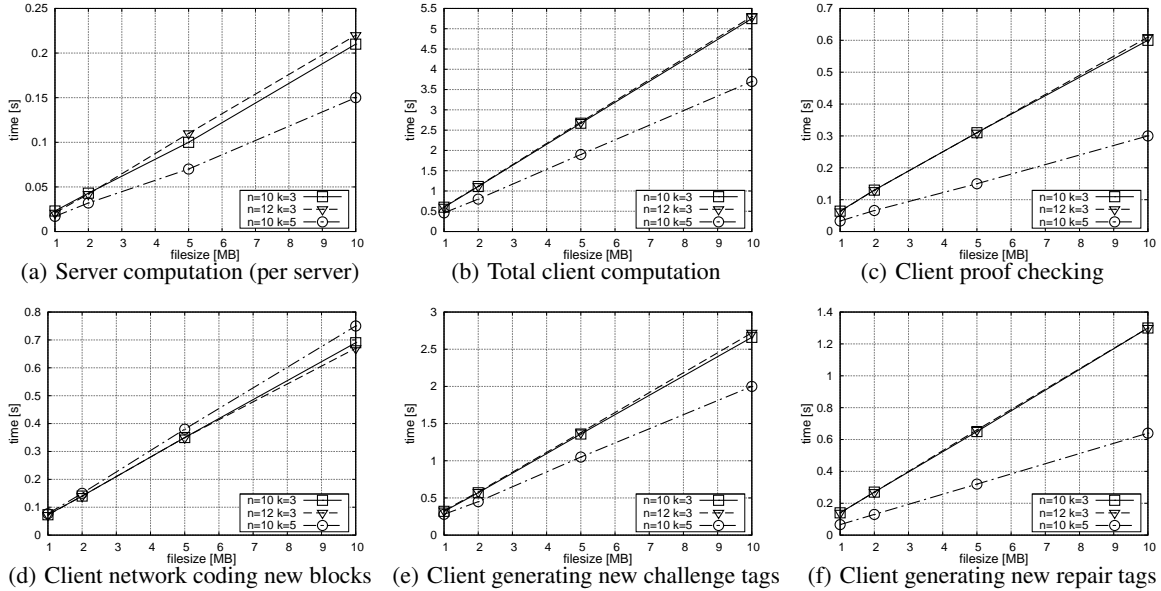 0.25
0.2
0.15
0.1
0.05
0
time [s]
1 2 3 4 5 6 7 8 9 10
filesize [MB]
n=10 k=3
n=12 k=3
n=10 k=5
(a) Server computation (per server)
5.5
5
4.5
4
3.5
3
2.5
2
1.5
1
0.5
0
time [s]
1 2 3 4 5 6 7 8 9 10
filesize [MB]
n=10 k=3
n=12 k=3
n=10 k=5
(b) Total client computation
0.7
0.6
0.5
0.4
0.3
0.2
0.1
0
time [s]
1 2 3 4 5 6 7 8 9 10
filesize [MB]
n=10 k=3
n=12 k=3
n=10 k=5
(c) Client proof checking
0.8
0.7
0.6
0.5
0.4
0.3
0.2
0.1
0
time [s]
1 2 3 4 5 6 7 8 9 10
filesize [MB]
n=10 k=3
n=12 k=3
n=10 k=5
(d) Client network coding new blocks
3
2.5
2
1.5
1
0.5
0
time [s]
1 2 3 4 5 6 7 8 9 10
filesize [MB]
n=10 k=3
n=12 k=3
n=10 k=5
(e) Client generating new challenge tags
1.4
1.2
1
0.8
0.6
0.4
0.2
0
time [s]
1 2 3 4 5 6 7 8 9 10
filesize [MB]
n=10 k=3
n=12 k=3
n=10 k=5
(f) Client generating new repair tags